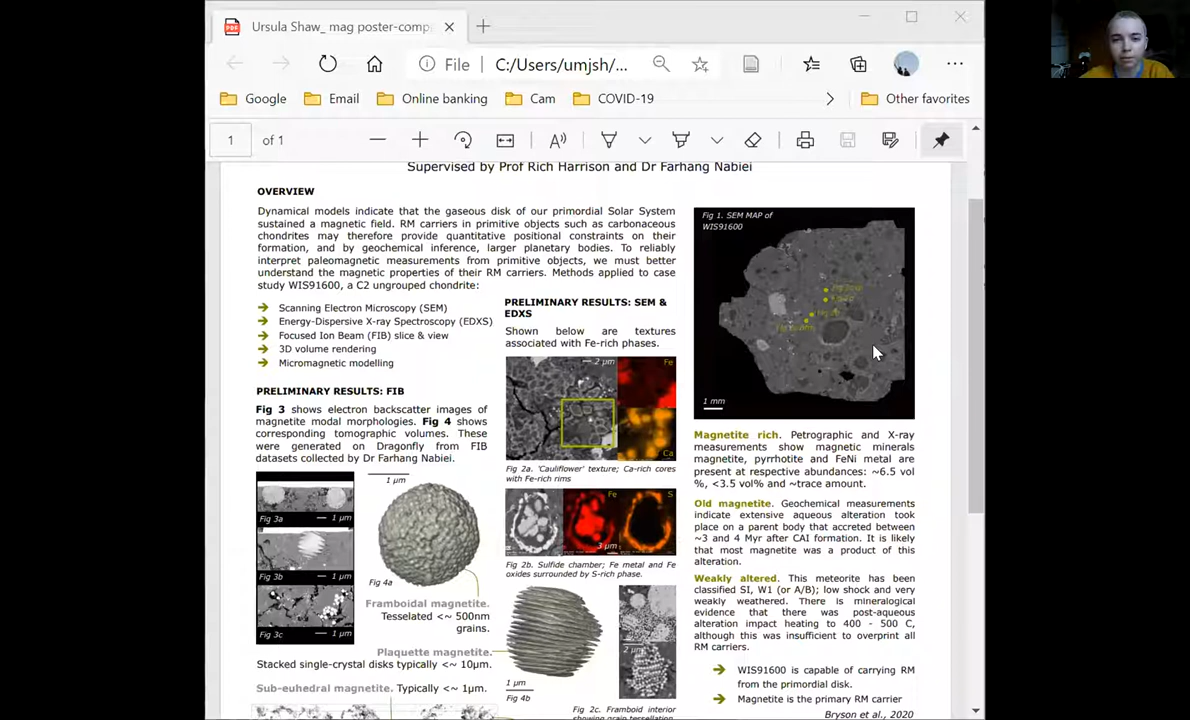 Ursula Shaw_ mag poster-comp
File
C:/Users/umjsh/...
Google
Email
Online banking
Cam
COVID-19
Other favorites
1
of 1
Supervised by Prof Rich Harrison and Dr Farhang Nabiei
OVERVIEW
Dynamical models indicate that the gaseous disk of our primordial Solar System
sustained a magnetic field. RM carriers in primitive objects such as carbonaceous
chondrites may therefore provide quantitative positional constraints on their
formation, and by geochemical inference, larger planetary bodies. To reliably
interpret paleomagnetic measurements from primitive objects, we must better
understand the magnetic properties of their RM carriers. Methods applied to case
study WIS91600, a C2 ungrouped chondrite:
Scanning Electron Microscopy (SEM)
Energy-Dispersive X-ray Spectroscopy (EDXS)
Focused Ion Beam (FIB) slice & view
3D volume rendering
Micromagnetic modelling
PRELIMINARY RESULTS: FIB
Fig 3 shows electron backscatter images of
magnetite modal morphologies. Fig 4 shows
corresponding tomographic volumes. These
were generated on Dragonfly from FIB
datasets collected by Dr Farhang Nabiei.
Fig 3a
1 μm
Fig 3b
1 μm
Fig 3c
1 μm
1 μm
Fig 4a
Framboidal magnetite.
Tesselated <~ 500nm
grains.
Plaquette magnetite.
Stacked single-crystal disks typically <~ 10μm.
Sub-euhedral magnetite. Typically <~ 1μm.
PRELIMINARY RESULTS: SEM &
EDXS
Shown below are textures
associated with Fe-rich phases.
2 μm
Fe
Ca
Fig 2a. 'Cauliflower' texture; Ca-rich cores
with Fe-rich rims
Fe
S
3 μm
Fig 2b. Sulfide chamber; Fe metal and Fe
oxides surrounded by S-rich phase.
1 μm
Fig 4b
2 μm
Fig 2c. Framboid interior
showing grain tessellation
Fig 1. SEM MAP of
WIS91600
1 mm
Magnetite rich. Petrographic and X-ray
measurements show magnetic minerals
magnetite, pyrrhotite and FeNi metal are
present at respective abundances: ~6.5 vol
%, <3.5 vol% and ~trace amount.
Old magnetite. Geochemical measurements
indicate extensive aqueous alteration took
place on a parent body that accreted between
~3 and 4 Myr after CAI formation. It is likely
that most magnetite was a product of this
alteration.
Weakly altered. This meteorite has been
classified SI, W1 (or A/B); low shock and very
weakly weathered. There is mineralogical
evidence that there was post-aqueous
alteration impact heating to 400 - 500 C,
although this was insufficient to overprint all
RM carriers.
WIS91600 is capable of carrying RM
from the primordial disk.
Magnetite is the primary RM carrier
Bryson et al., 2020